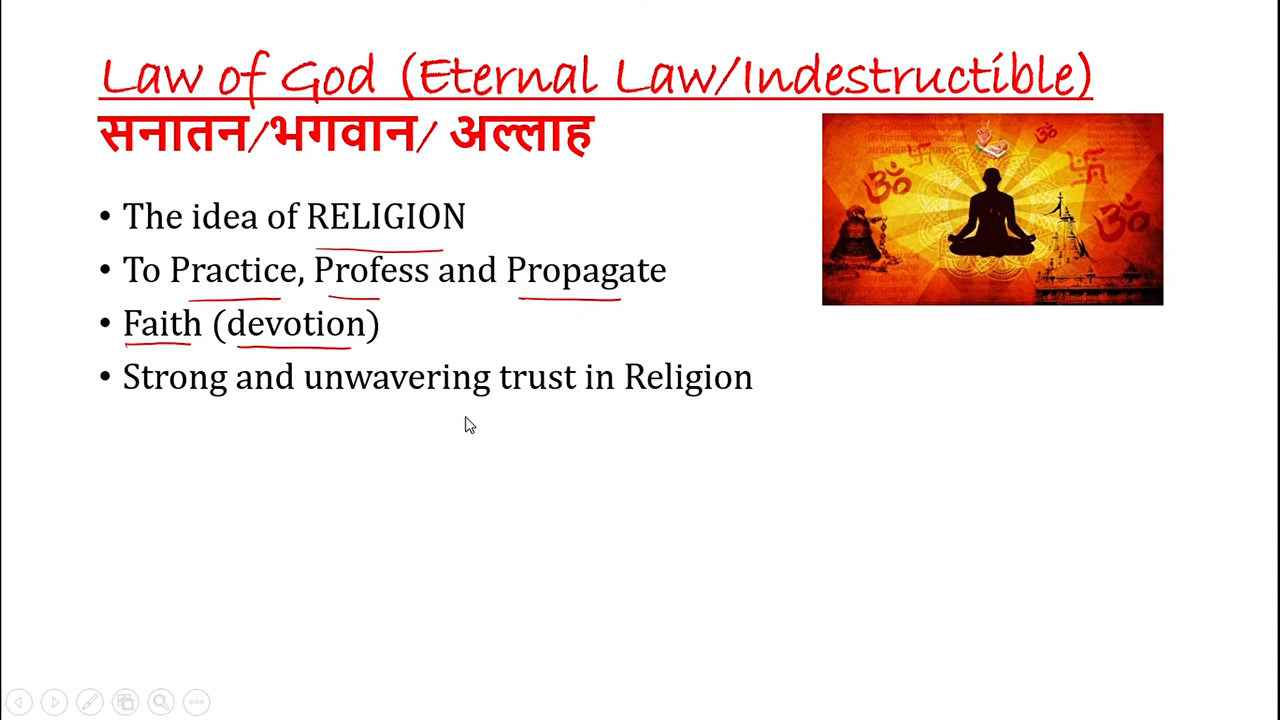 Law of God (Eternal Law/Indestructible)
सनातन/भगवान/ अल्लाह
• The idea of RELIGION
• To Practice, Profess and Propagate
• Faith (devotion)
• Strong and unwavering trust in Religion
ॐ
ॐ
ॐ